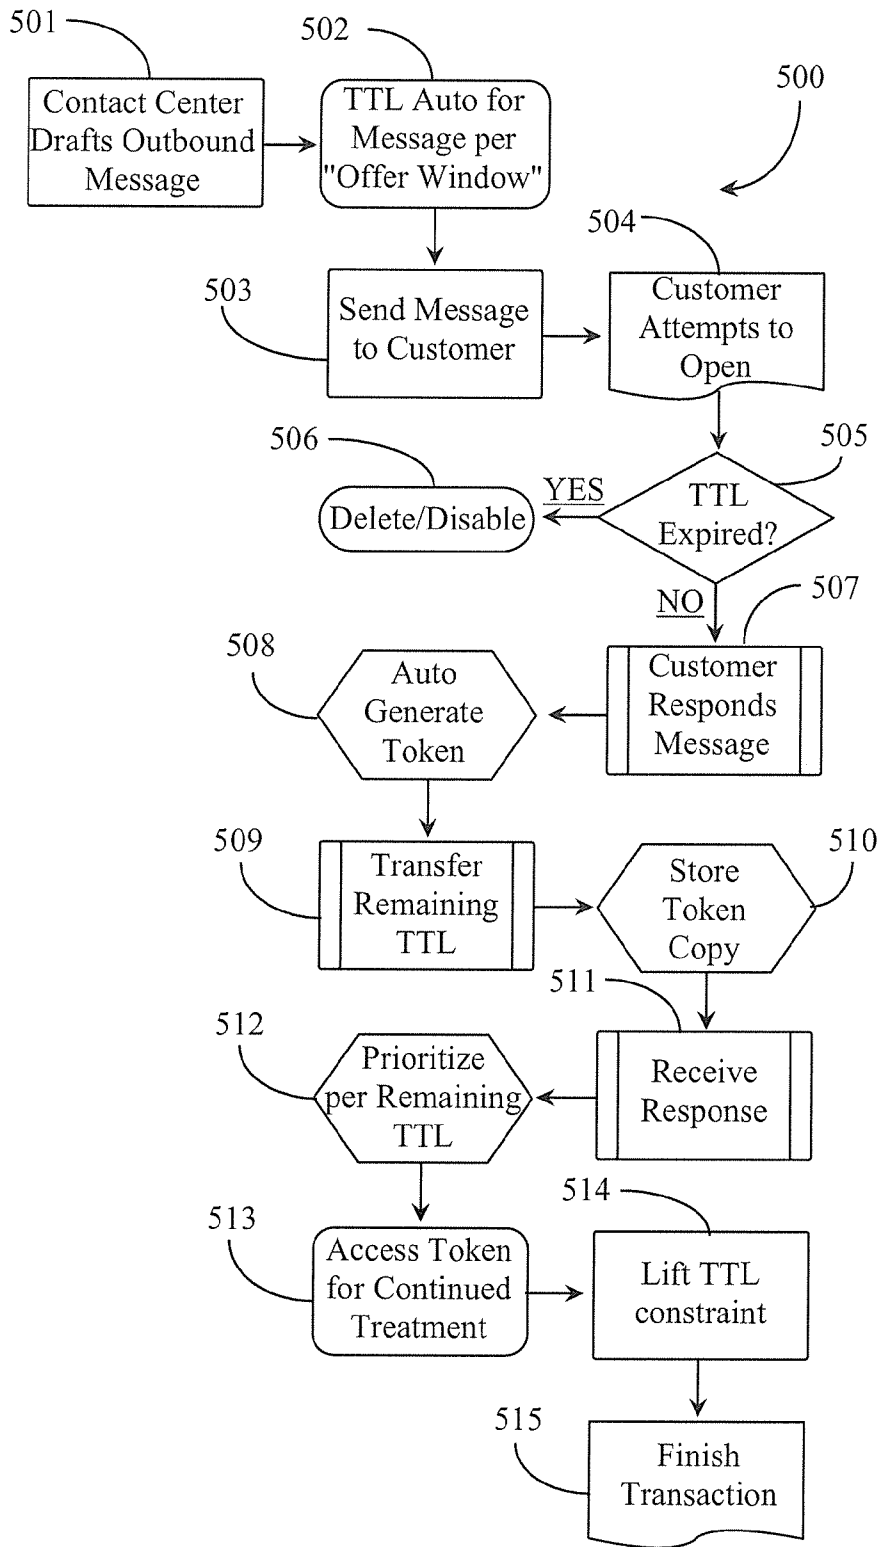 501
502
500
Contact Center
Drafts Outbound
Message
TTL Auto for
Message per
"Offer Window"
504
503
Send Message
to Customer
Customer
Attempts to
Open
506
505
YES
Delete/Disable
TTL
Expired?
NO
507
508
Auto
Generate
Token
Customer
Responds
Message
509
510
Transfer
Remaining
TTL
Store
Token
Copy
511
512
Prioritize
per Remaining
TTL
Receive
Response
513
514
Access Token
for Continued
Treatment
Lift TTL
constraint
515
Finish
Transaction